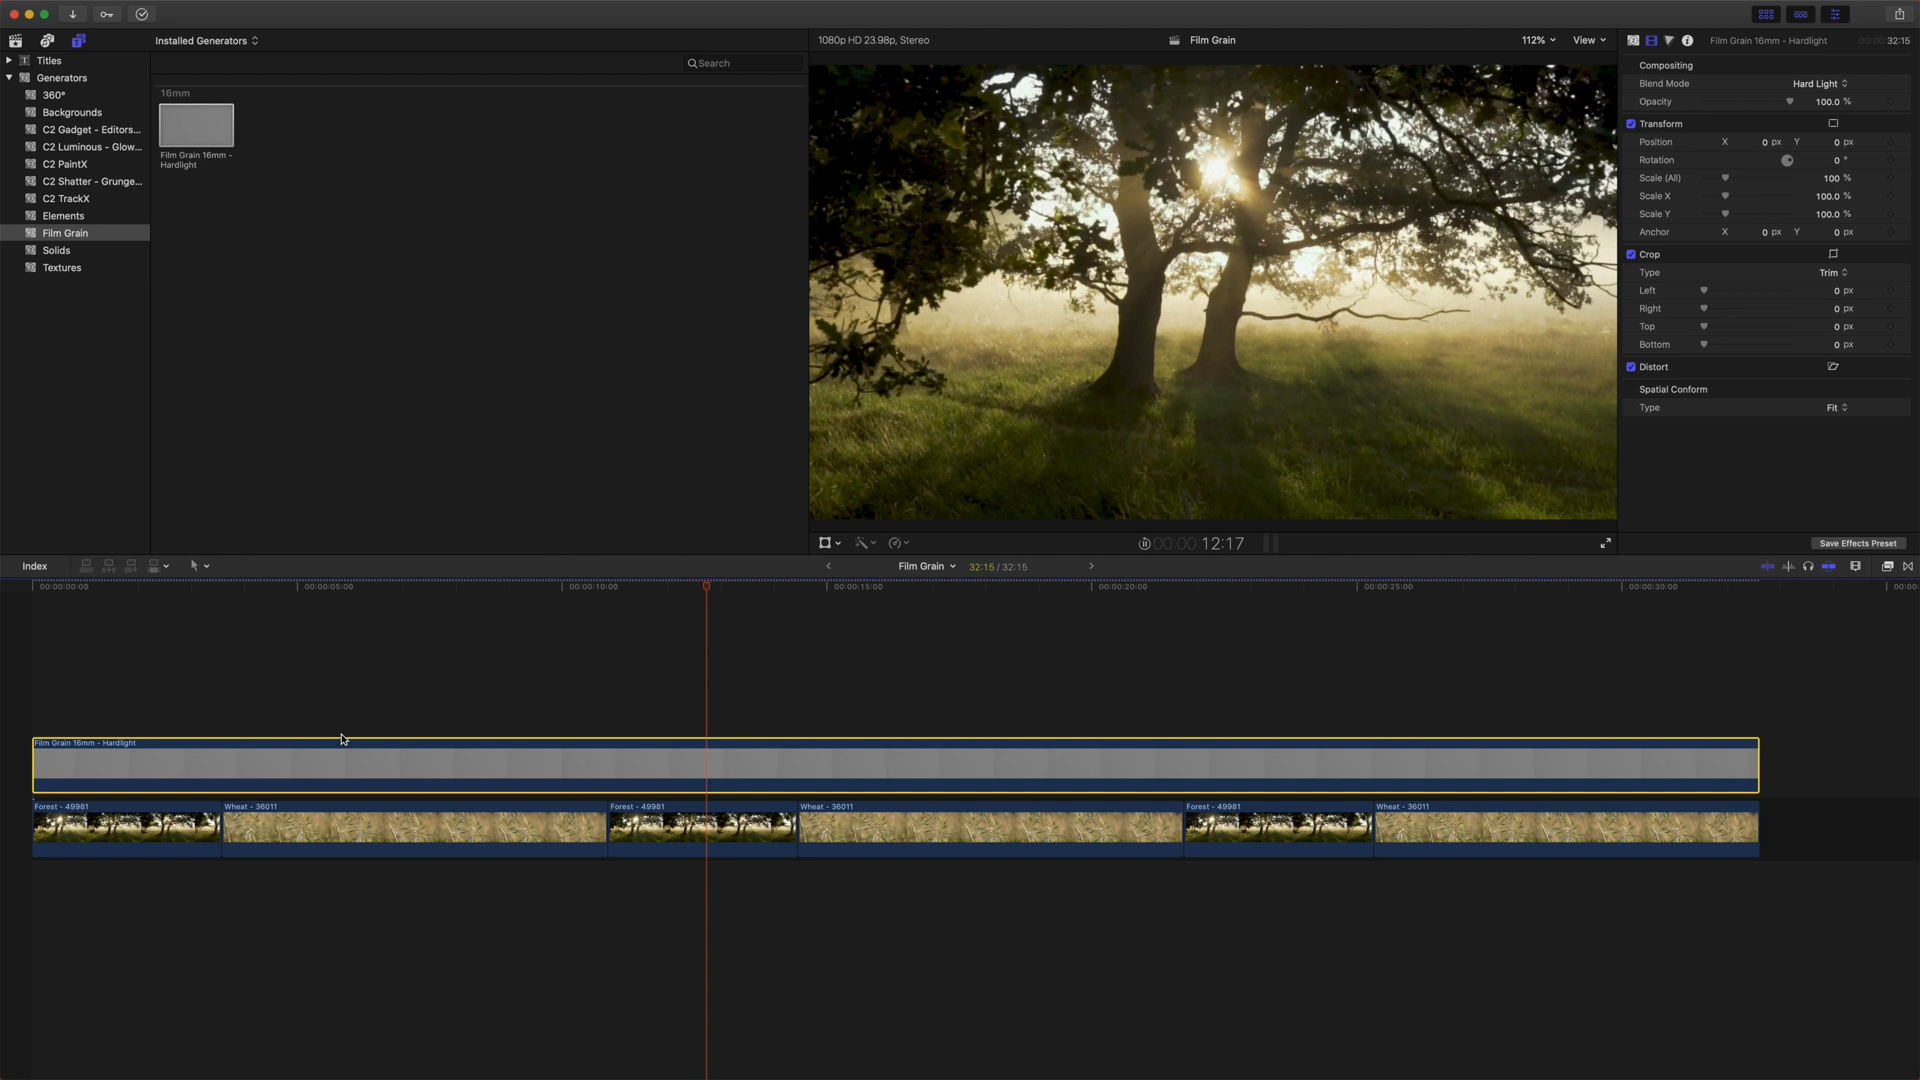 Installed Generators
1080p HD 23.98p, Stereo
Film Grain
112%
View
Film Grain 16mm - Hardlight
00:00:32:15
Titles
Generators
360°
Backgrounds
C2 Gadget - Editors...
C2 Luminous - Glow...
C2 PaintX
C2 Shatter - Grunge...
C2 TrackX
Elements
Film Grain
Solids
Textures
Search
16mm
Film Grain 16mm -
Hardlight
Compositing
Blend Mode Hard Light
Opacity 100.0 %
Transform
Position X 0 px Y 0 px
Rotation 0 °
Scale (All) 100 %
Scale X 100.0 %
Scale Y 100.0 %
Anchor X 0 px Y 0 px
Crop
Type Trim
Left 0 px
Right 0 px
Top 0 px
Bottom 0 px
Distort
Spatial Conform
Type Fit
00:00:12:17
Save Effects Preset
Index
Film Grain
32:15 / 32:15
00:00:00:00
00:00:05:00
00:00:10:00
00:00:15:00
00:00:20:00
00:00:25:00
00:00:30:00
00:00:
Film Grain 16mm - Hardlight
Forest - 49981
Wheat - 36011
Forest - 49981
Wheat - 36011
Forest - 49981
Wheat - 36011